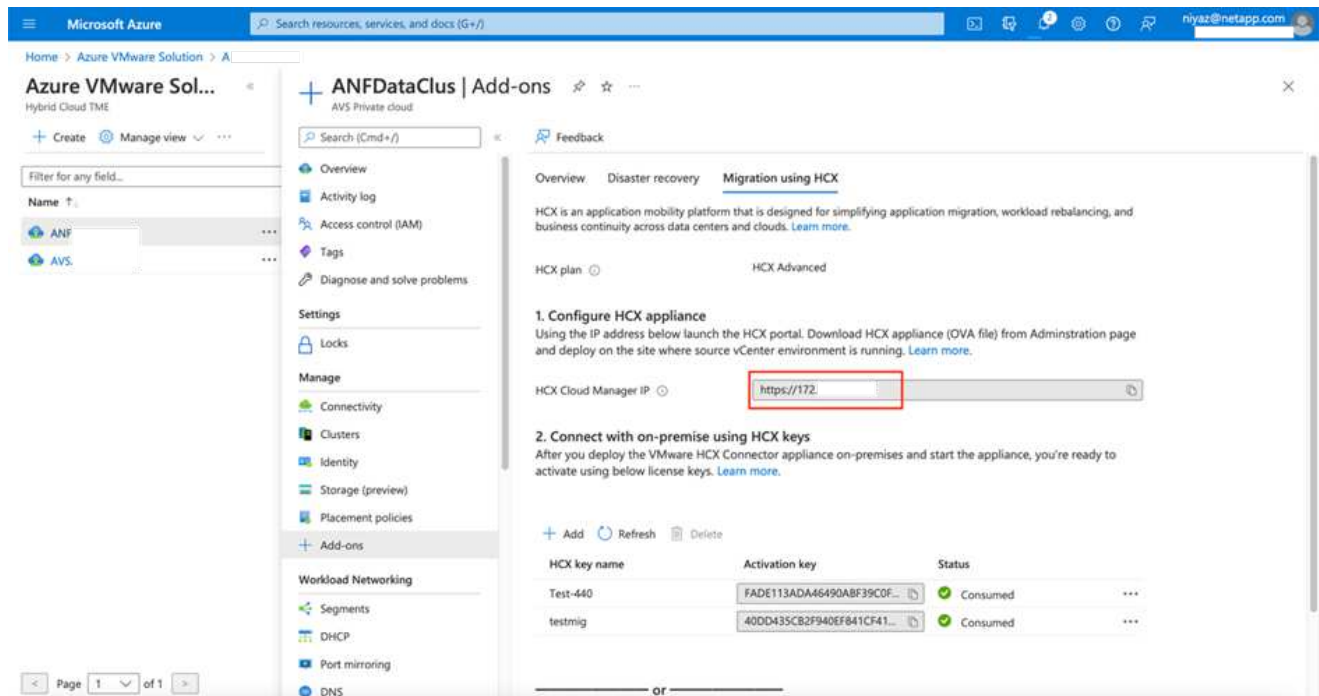 Microsoft Azure
Search resources, services, and docs (G+/)
2
niyaz@netapp.com
Home > Azure VMware Solution > A
Azure VMware Sol...
Hybrid Cloud TME
+ Create
Manage view
Filter for any field...
Name ↑
ANF
AVS.
< Page 1 of 1 >
ANFDataClus | Add-ons
AVS Private cloud
Search (Cmd+/)
Overview
Activity log
Access control (IAM)
Tags
Diagnose and solve problems
Settings
Locks
Manage
Connectivity
Clusters
Identity
Storage (preview)
Placement policies
Add-ons
Workload Networking
Segments
DHCP
Port mirroring
DNS
Feedback
Overview Disaster recovery Migration using HCX
HCX is an application mobility platform that is designed for simplifying application migration, workload rebalancing, and
business continuity across data centers and clouds. Learn more.
HCX plan HCX Advanced
1. Configure HCX appliance
Using the IP address below launch the HCX portal. Download HCX appliance (OVA file) from Adminstration page
and deploy on the site where source vCenter environment is running. Learn more.
HCX Cloud Manager IP https://172.
2. Connect with on-premise using HCX keys
After you deploy the VMware HCX Connector appliance on-premises and start the appliance, you're ready to
activate using below license keys. Learn more.
+ Add Refresh Delete
HCX key name Activation key Status
Test-440 FADE113ADA46490ABF39C0F... Consumed
testmig 40DD435CB2F940EF841CF41... Consumed
or